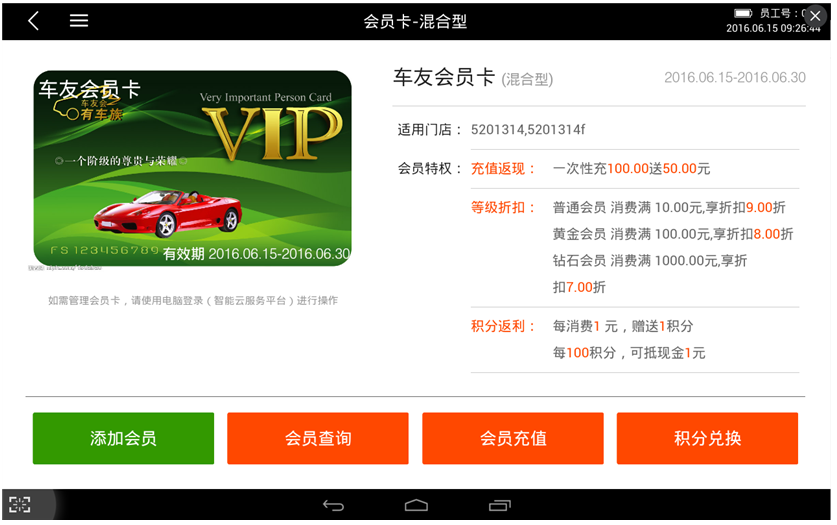 会员卡-混合型
员工号：0
2016.06.15 09:26:44
车友会员卡
车友会
有车族
Very Important Person Card
VIP
一个阶级的尊贵与荣耀
FS 123456789
有效期 2016.06.15-2016.06.30
如需管理会员卡，请使用电脑登录（智能云服务平台）进行操作
车友会员卡 (混合型)
2016.06.15-2016.06.30
适用门店： 5201314,5201314f
会员特权： 充值返现： 一次性充100.00送50.00元
等级折扣： 普通会员 消费满 10.00元,享折扣9.00折
黄金会员 消费满 100.00元,享折扣8.00折
钻石会员 消费满 1000.00元,享折
扣7.00折
积分返利： 每消费1 元，赠送1积分
每100积分，可抵现金1元
添加会员
会员查询
会员充值
积分兑换